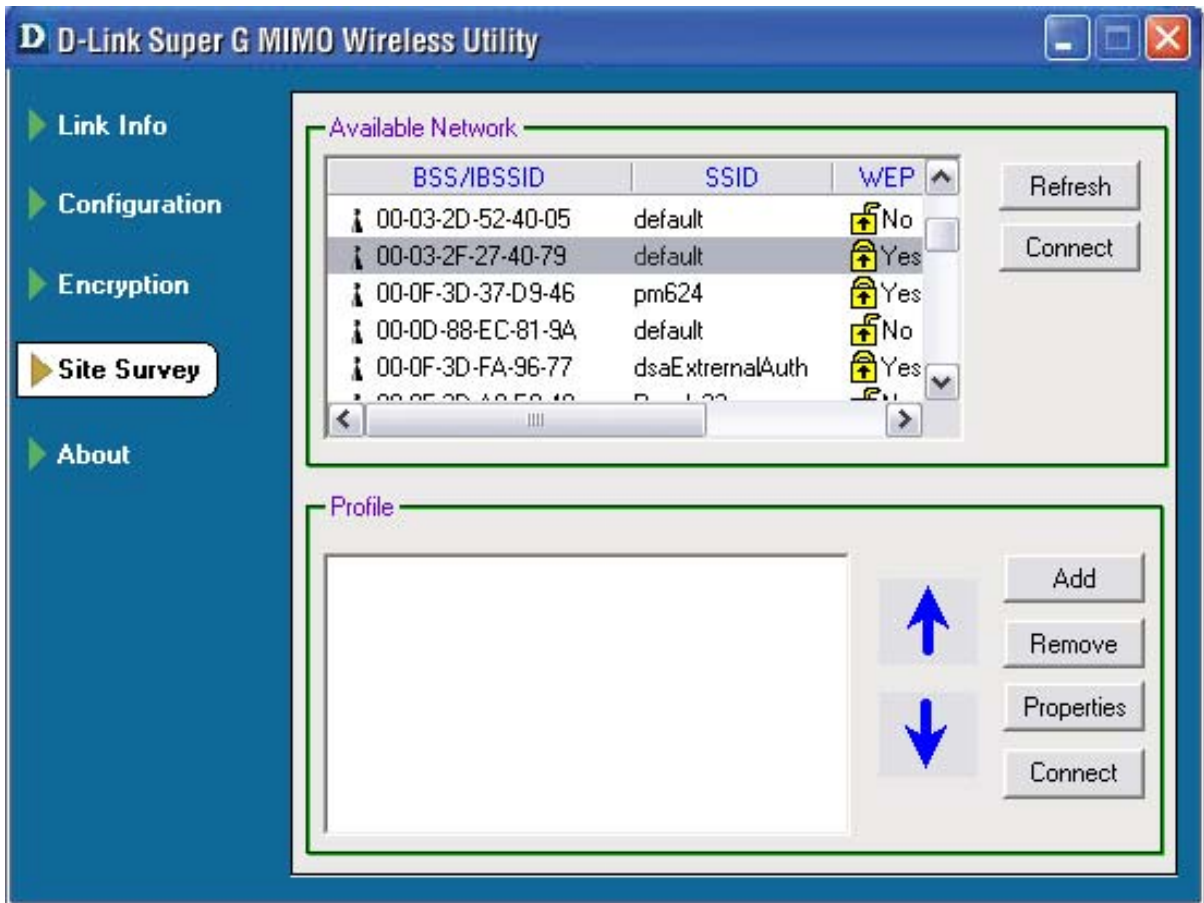 D D-Link Super G MIMO Wireless Utility
Link Info
Configuration
Encryption
Site Survey
About
Available Network
BSS/IBSSID SSID WEP
00-03-2D-52-40-05 default No
00-03-2F-27-40-79 default Yes
00-0F-3D-37-D9-46 pm624 Yes
00-0D-88-EC-81-9A default No
00-0F-3D-FA-96-77 dsaExtrernalAuth Yes
Refresh
Connect
Profile
Add
Remove
Properties
Connect